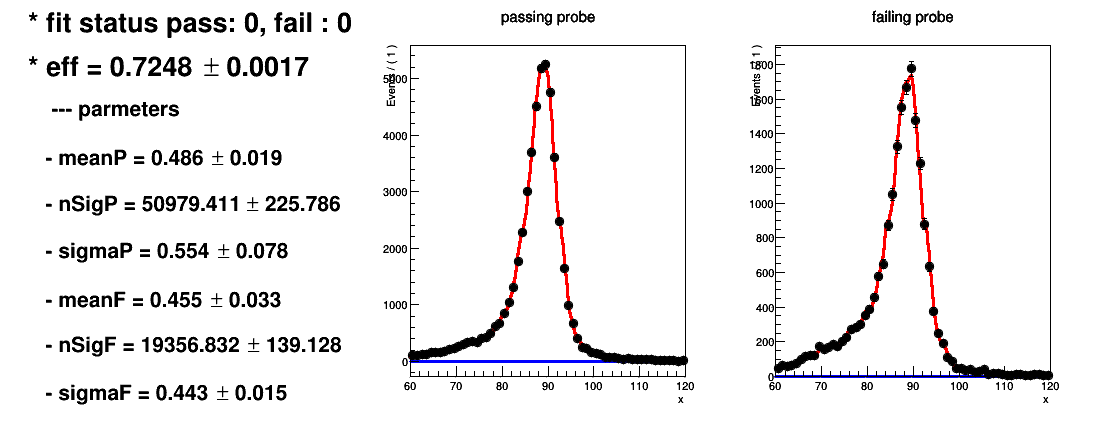 * fit status pass: 0, fail : 0
* eff = 0.7248 ± 0.0017
--- parmeters
- meanP = 0.486 ± 0.019
- nSigP = 50979.411 ± 225.786
- sigmaP = 0.554 ± 0.078
- meanF = 0.455 ± 0.033
- nSigF = 19356.832 ± 139.128
- sigmaF = 0.443 ± 0.015
passing probe
Events / ( 1 )
5000
4000
3000
2000
1000
0
60 70 80 90 100 110 120
x
failing probe
Events / ( 1 )
1800
1600
1400
1200
1000
800
600
400
200
0
60 70 80 90 100 110 120
x